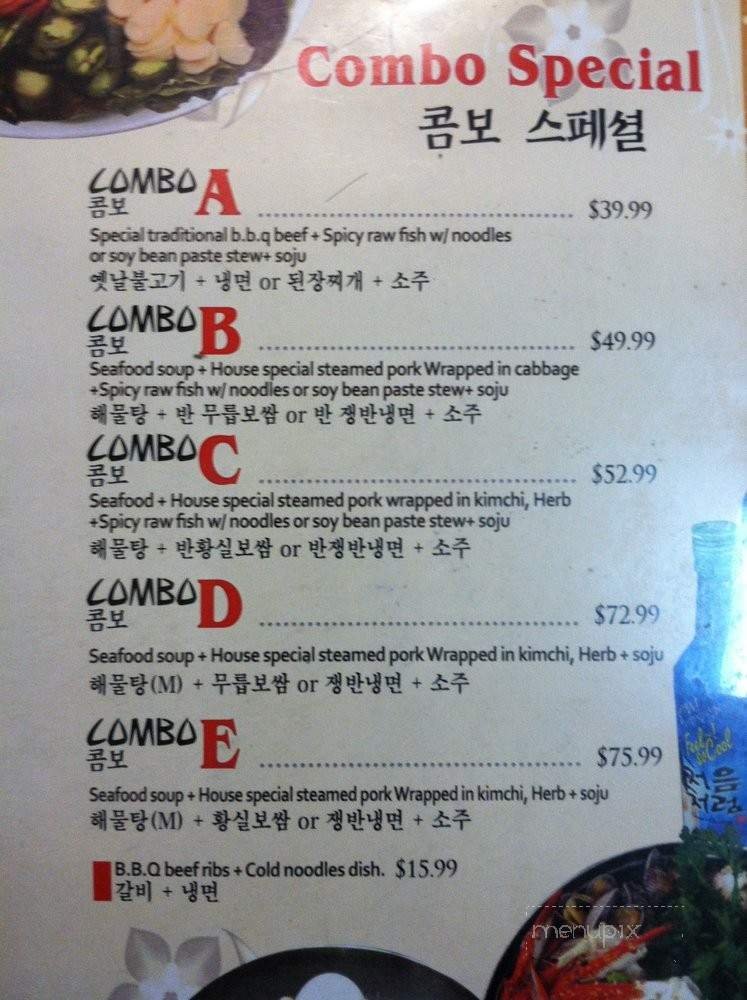 Combo Special
콤보 스페셜
COMBO A
콤보 ........ $39.99
Special traditional b.b.q beef + Spicy raw fish w/ noodles
or soy bean paste stew+ soju
옛날불고기 + 냉면 or 된장찌개 + 소주
COMBO B
콤보 ........ $49.99
Seafood soup + House special steamed pork Wrapped in cabbage
+Spicy raw fish w/ noodles or soy bean paste stew+ soju
해물탕 + 반 무릅보쌈 or 반 쟁반냉면 + 소주
COMBO C
콤보 ........ $52.99
Seafood + House special steamed pork wrapped in kimchi, Herb
+Spicy raw fish w/ noodles or soy bean paste stew+ soju
해물탕 + 반황실보쌈 or 반쟁반냉면 + 소주
COMBO D
콤보 ........ $72.99
Seafood soup + House special steamed pork Wrapped in kimchi, Herb + soju
해물탕(M) + 무릅보쌈 or 쟁반냉면 + 소주
COMBO E
콤보 ........ $75.99
Seafood soup + House special steamed pork Wrapped in kimchi, Herb + soju
해물탕(M) + 황실보쌈 or 쟁반냉면 + 소주
Feel so Cool
처음
처럼
B.B.Q beef ribs + Cold noodles dish. $15.99
갈비 + 냉면
menupix